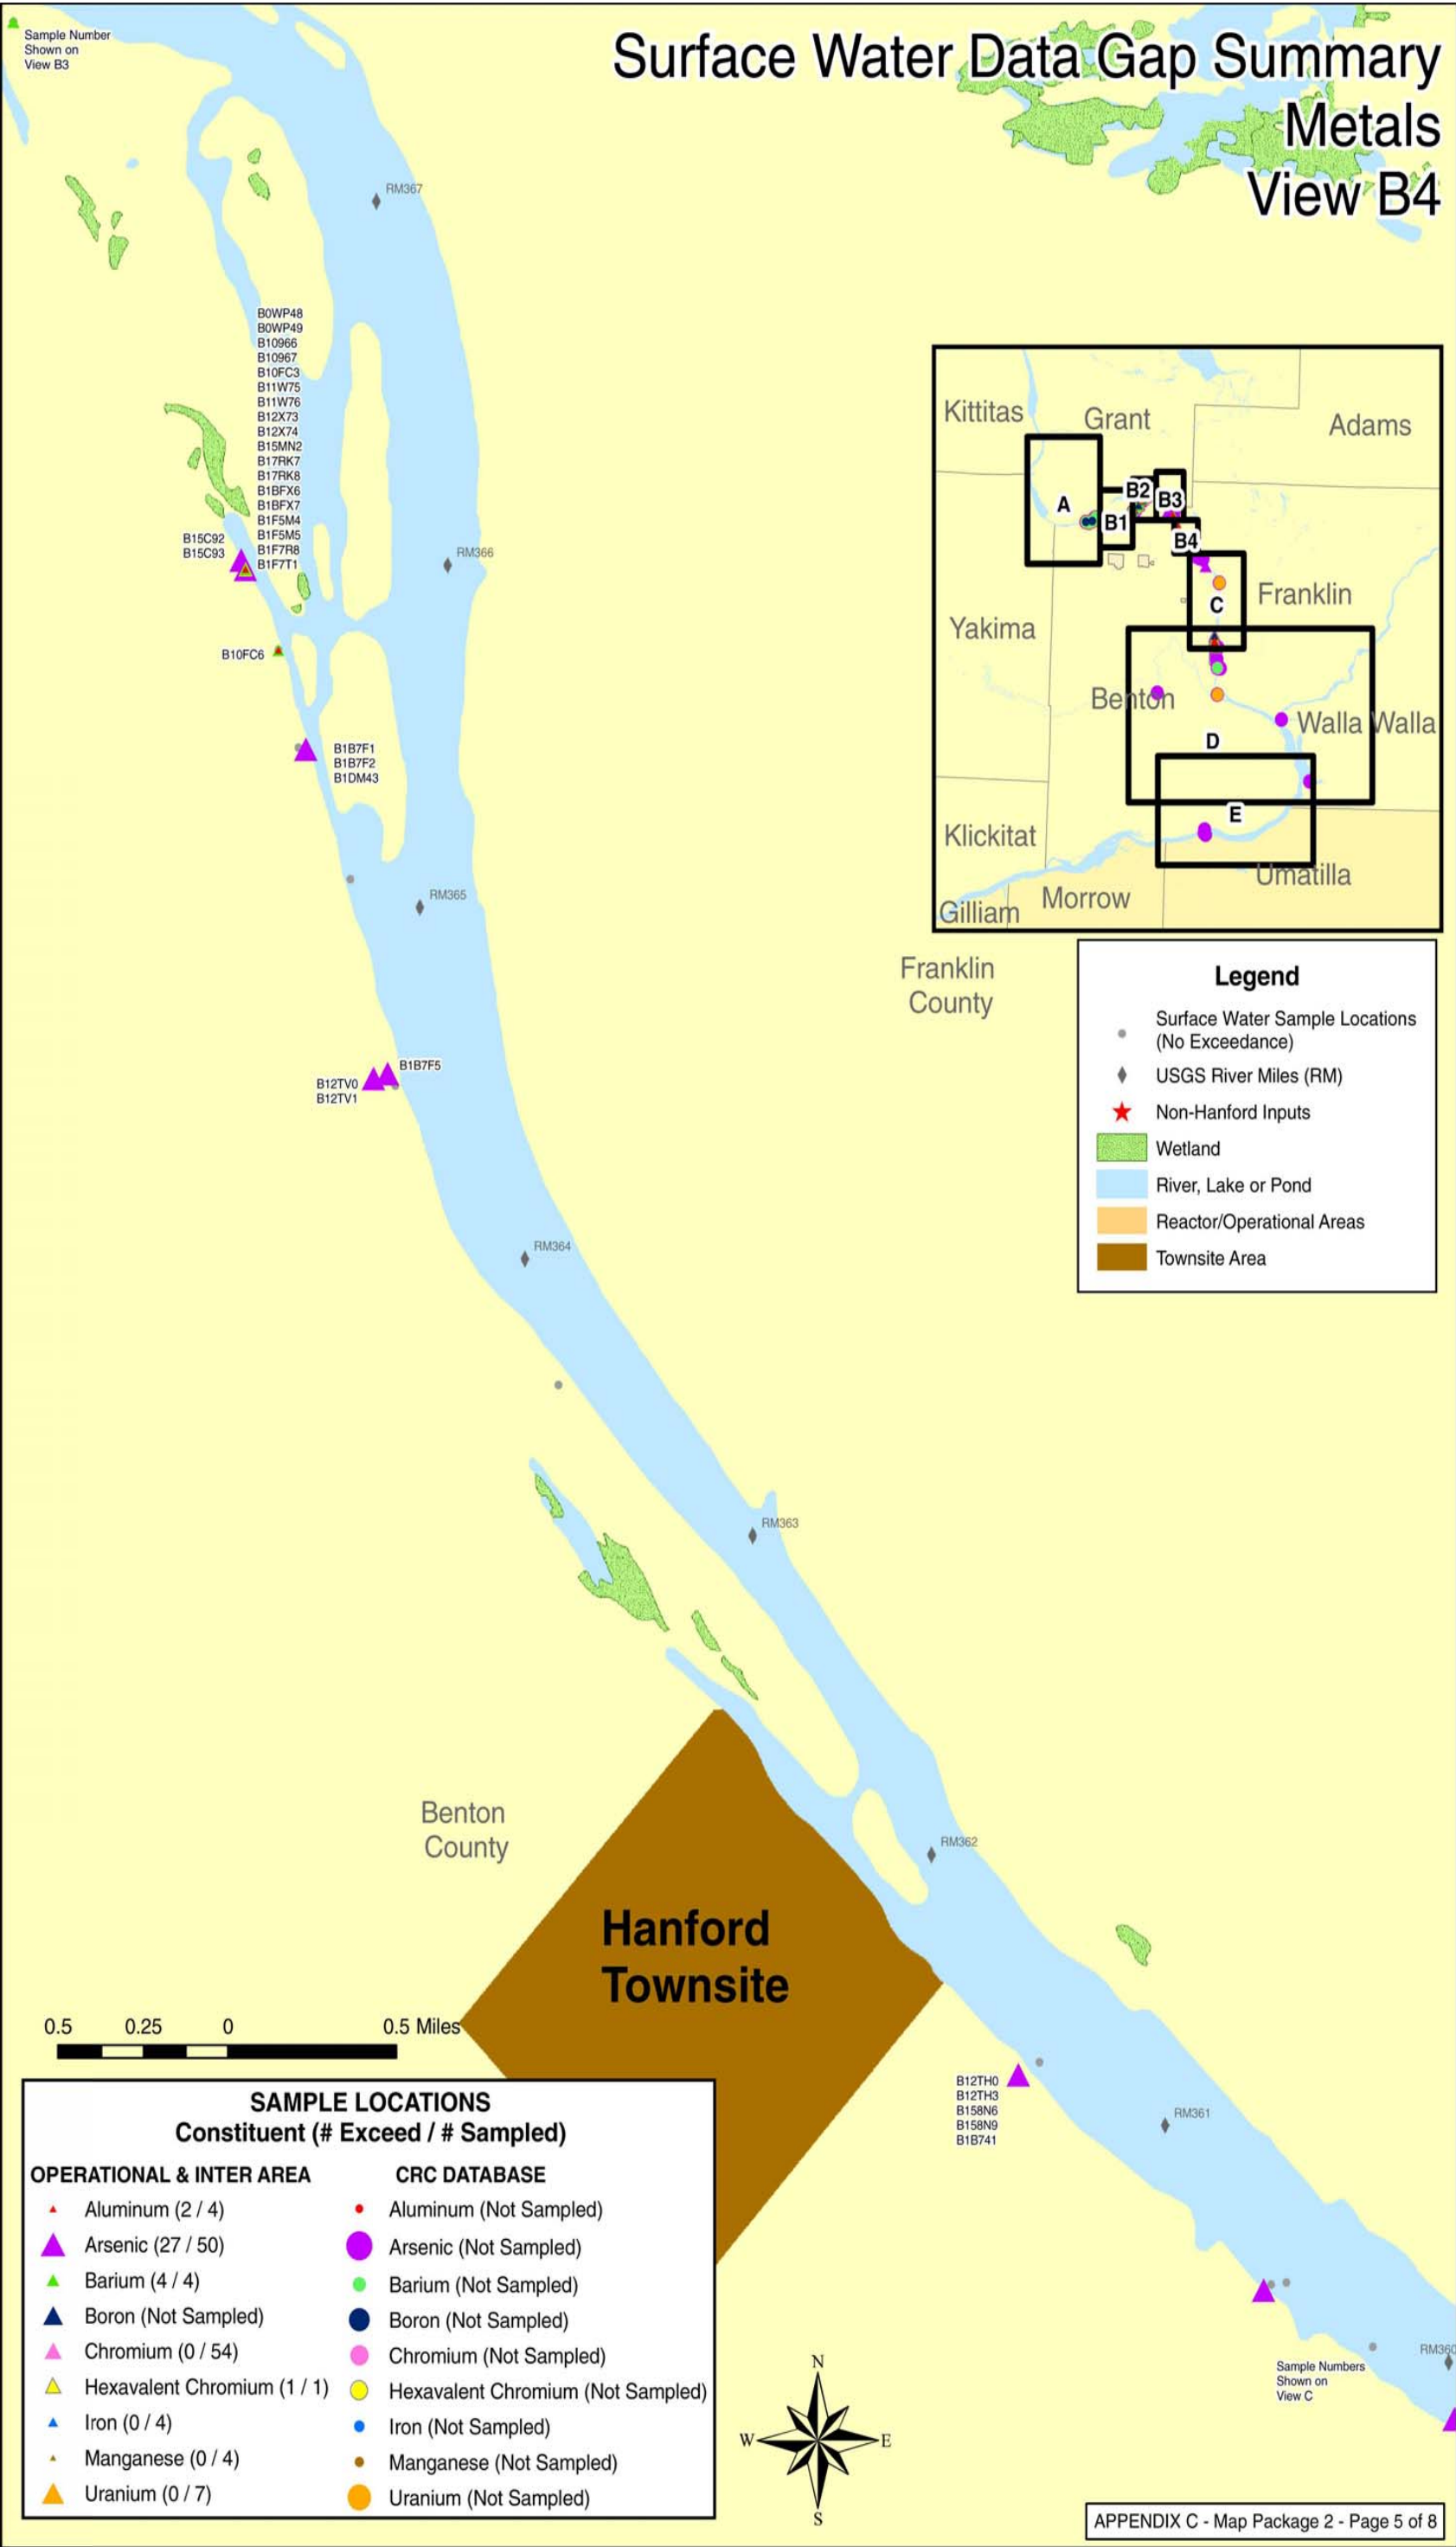 Sample Number
Shown on
View B3
Surface Water Data Gap Summary
Metals
View B4
RM367
B0WP48
B0WP49
B10966
B10967
B10FC3
B11W75
B11W76
B12X73
B12X74
B15MN2
B17RK7
B17RK8
B1BFX6
B1BFX7
B1F5M4
B1F5M5
B1F7R8
B1F7T1
B15C92
B15C93
RM366
B10FC6
B1B7F1
B1B7F2
B1DM43
RM365
B1B7F5
B12TV0
B12TV1
RM364
RM363
RM362
RM361
RM360
Kittitas
Grant
Adams
A
B1
B2
B3
B4
C
Franklin
Yakima
Benton
Walla Walla
D
E
Klickitat
Umatilla
Morrow
Gilliam
Franklin
County
Legend
Surface Water Sample Locations
(No Exceedance)
USGS River Miles (RM)
Non-Hanford Inputs
Wetland
River, Lake or Pond
Reactor/Operational Areas
Townsite Area
Benton
County
Hanford
Townsite
0.5 0.25 0 0.5 Miles
B12TH0
B12TH3
B158N6
B158N9
B1B741
Sample Numbers
Shown on
View C
SAMPLE LOCATIONS
Constituent (# Exceed / # Sampled)
OPERATIONAL & INTER AREA
Aluminum (2 / 4)
Arsenic (27 / 50)
Barium (4 / 4)
Boron (Not Sampled)
Chromium (0 / 54)
Hexavalent Chromium (1 / 1)
Iron (0 / 4)
Manganese (0 / 4)
Uranium (0 / 7)
CRC DATABASE
Aluminum (Not Sampled)
Arsenic (Not Sampled)
Barium (Not Sampled)
Boron (Not Sampled)
Chromium (Not Sampled)
Hexavalent Chromium (Not Sampled)
Iron (Not Sampled)
Manganese (Not Sampled)
Uranium (Not Sampled)
N
W
E
S
APPENDIX C - Map Package 2 - Page 5 of 8